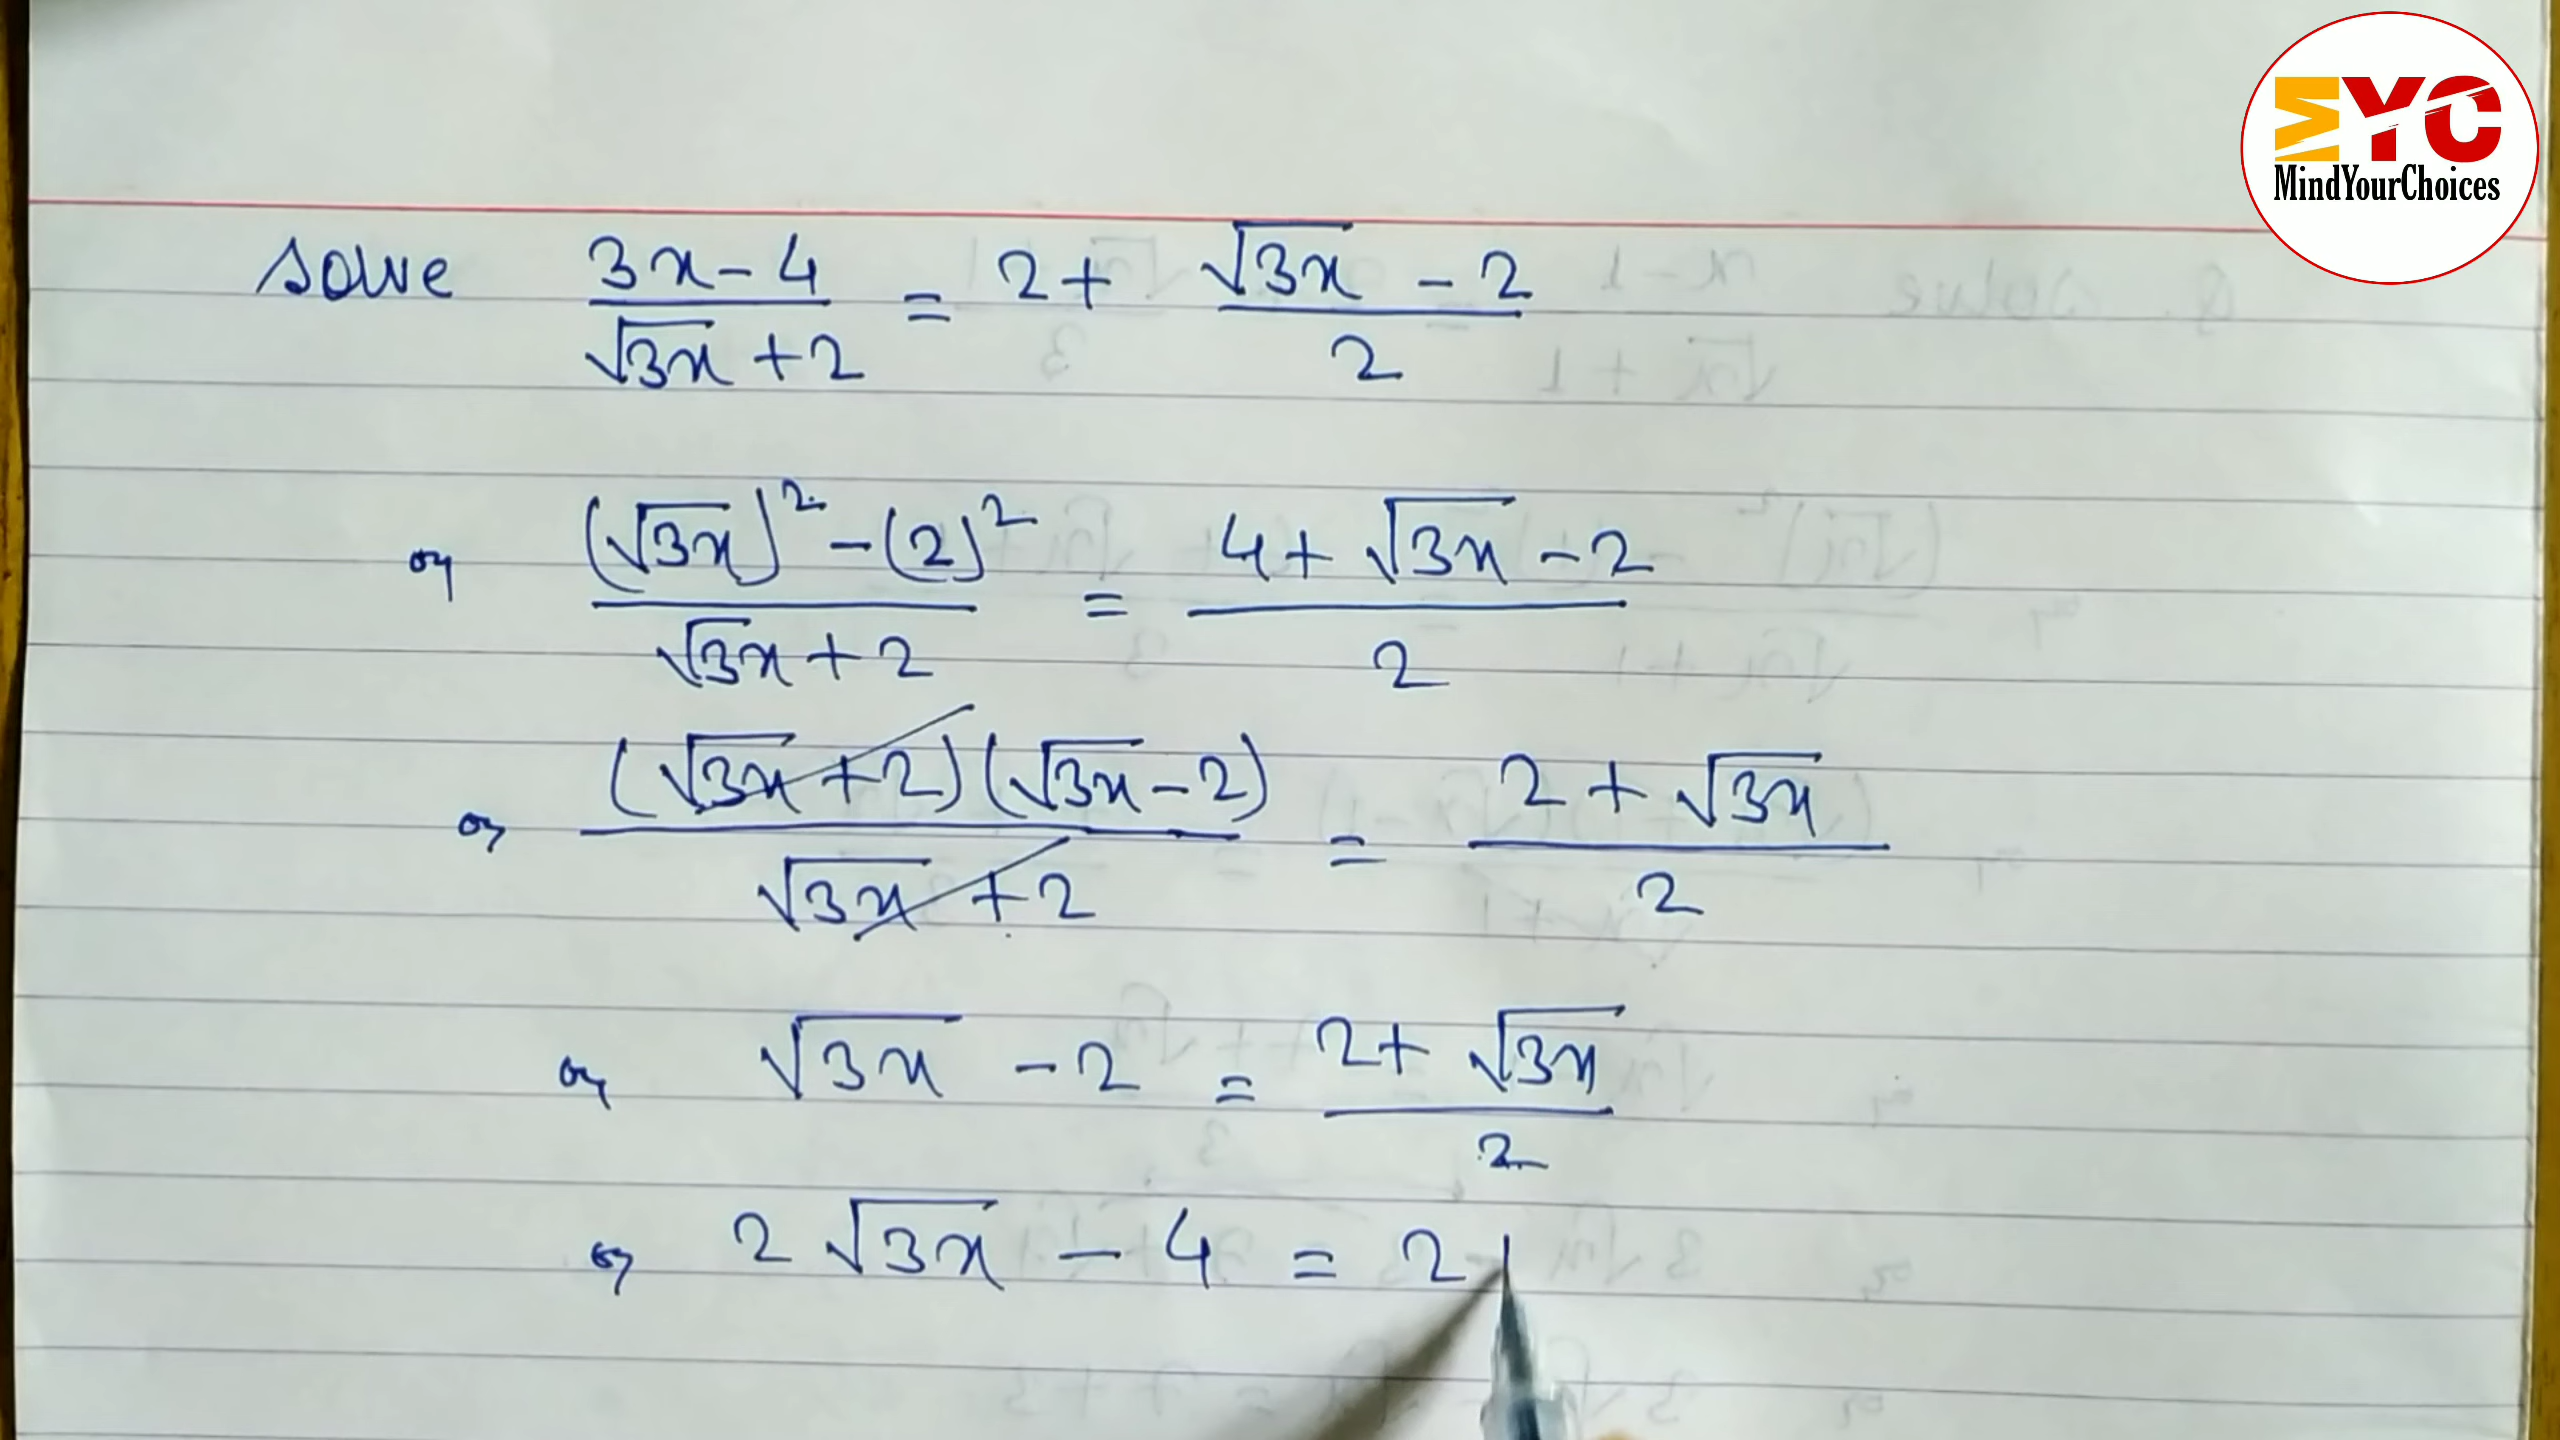 MYC
MindYourChoices
Solve (3x-4)/(√3x +2) = 2 + (√3x - 2)/2
or ((√3x)² - (2)²)/(√3x + 2) = (4 + √3x - 2)/2
or ((√3x + 2)(√3x - 2))/(√3x + 2) = (2 + √3x)/2
or √3x - 2 = (2 + √3x)/2
or 2√3x - 4 = 2